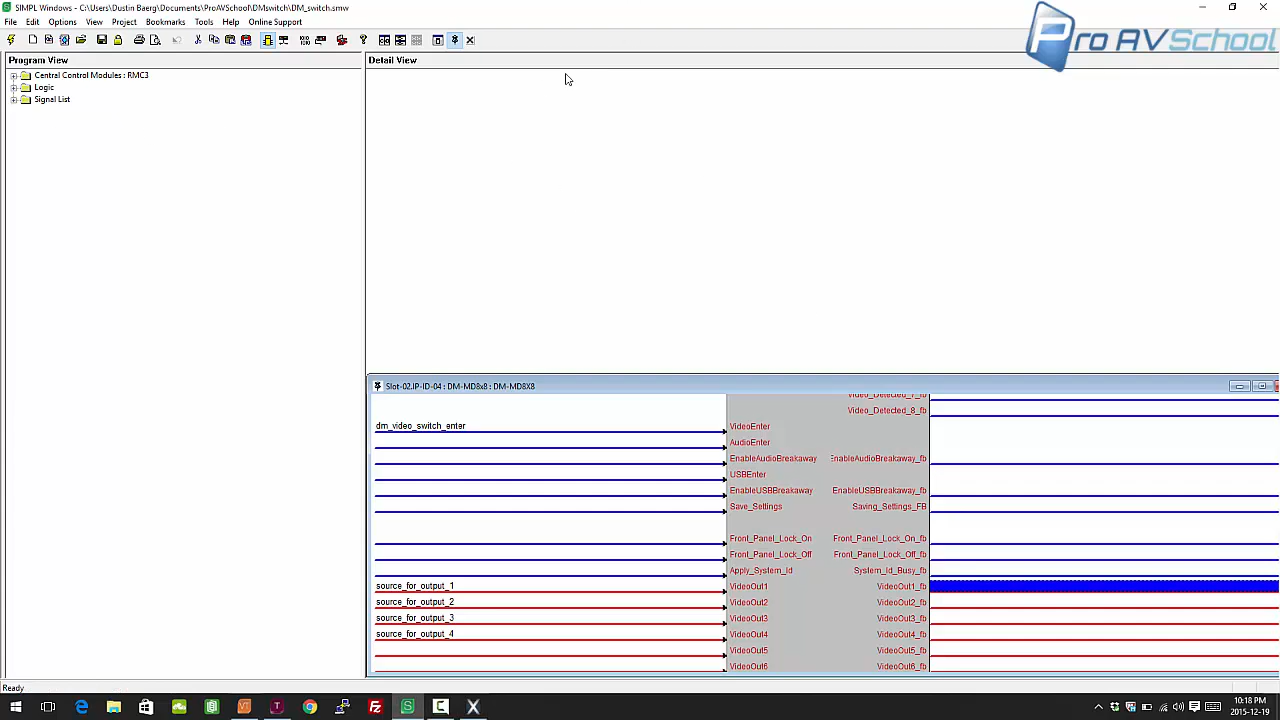 SIMPL Windows - C:\Users\Dustin Baerg\Documents\ProAVSchool\DMswitch\DM_switch.smw
File Edit Options View Project Bookmarks Tools Help Online Support
Pro AVSchool
Program View
Detail View
Central Control Modules : RMC3
Logic
Signal List
Slot-02.IP-ID-04 : DM-MD8x8 : DM-MD8X8
Video_Detected_7_fb
Video_Detected_8_fb
dm_video_switch_enter VideoEnter
AudioEnter
EnableAudioBreakaway EnableAudioBreakaway_fb
USBEnter
EnableUSBBreakaway EnableUSBBreakaway_fb
Save_Settings Saving_Settings_FB
Front_Panel_Lock_On Front_Panel_Lock_On_fb
Front_Panel_Lock_Off Front_Panel_Lock_Off_fb
Apply_System_Id System_Id_Busy_fb
source_for_output_1 VideoOut1 VideoOut1_fb
source_for_output_2 VideoOut2 VideoOut2_fb
source_for_output_3 VideoOut3 VideoOut3_fb
source_for_output_4 VideoOut4 VideoOut4_fb
VideoOut5 VideoOut5_fb
VideoOut6 VideoOut6_fb
Ready
10:18 PM
2015-12-19